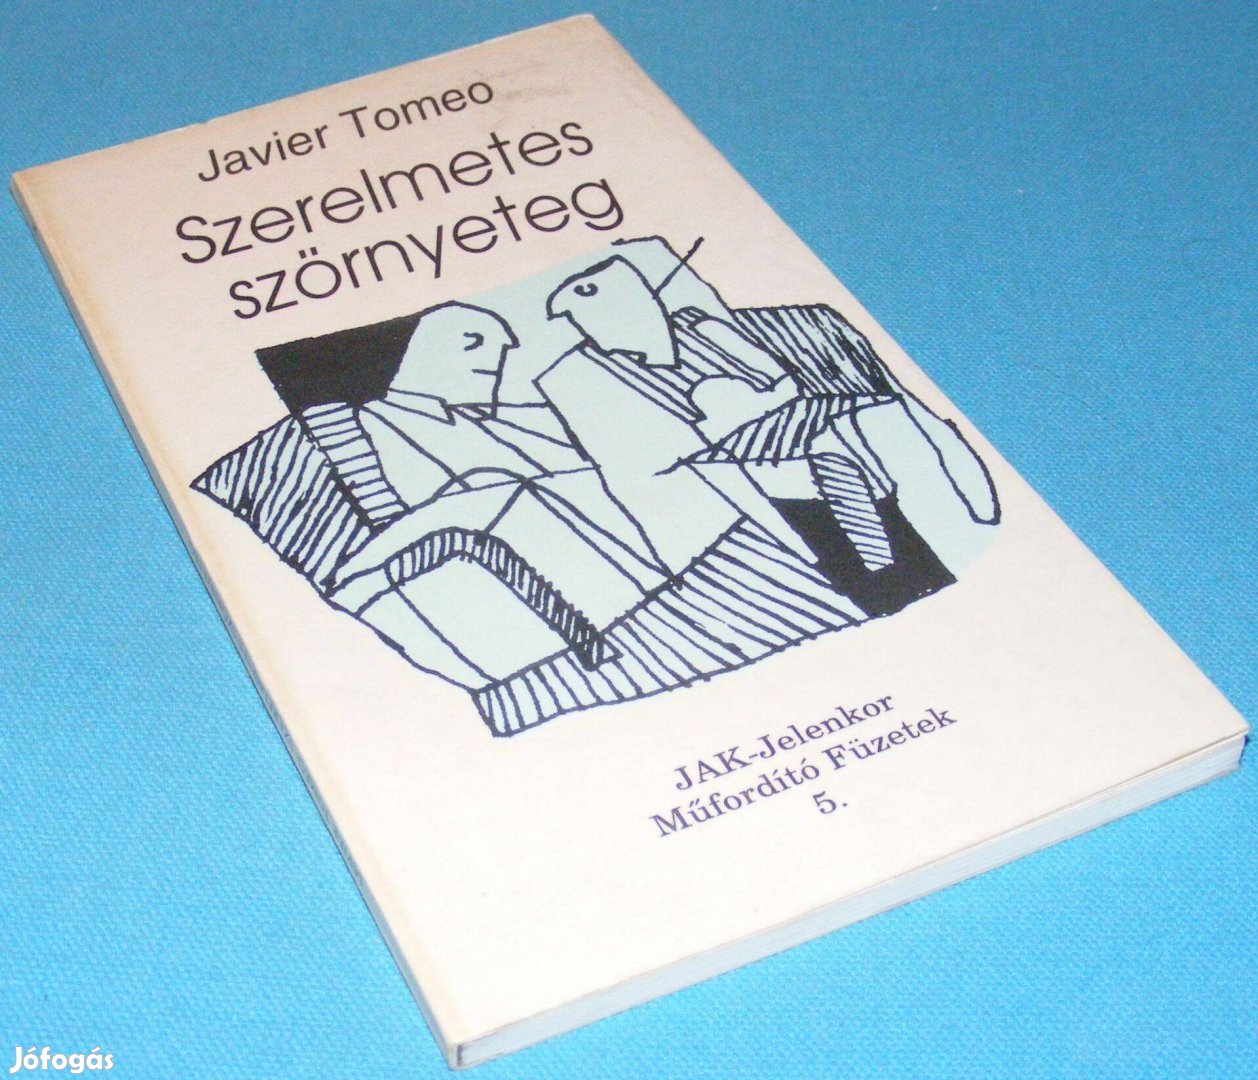 Javier Tomeo
Szerelmetes
szörnyeteg
JAK-Jelenkor
Műfordító Füzetek
5.
Jófogás